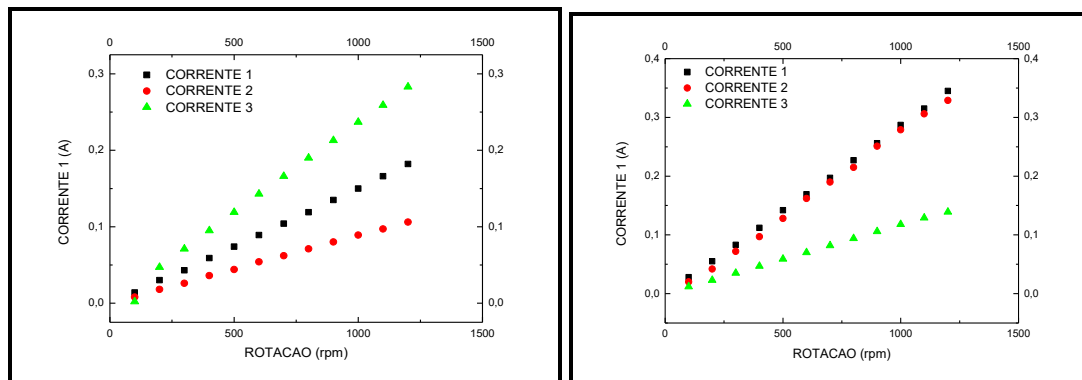 0 500 1000 1500
0,3 0,3
CORRENTE 1
CORRENTE 2
CORRENTE 3
0,2 0,2
CORRENTE 1 (A)
0,1 0,1
0,0 0,0
0 500 1000 1500
ROTACAO (rpm)
0 500 1000 1500
0,4 0,4
CORRENTE 1
CORRENTE 2
CORRENTE 3
0,3 0,3
CORRENTE 1 (A)
0,2 0,2
0,1 0,1
0,0 0,0
0 500 1000 1500
ROTACAO (rpm)